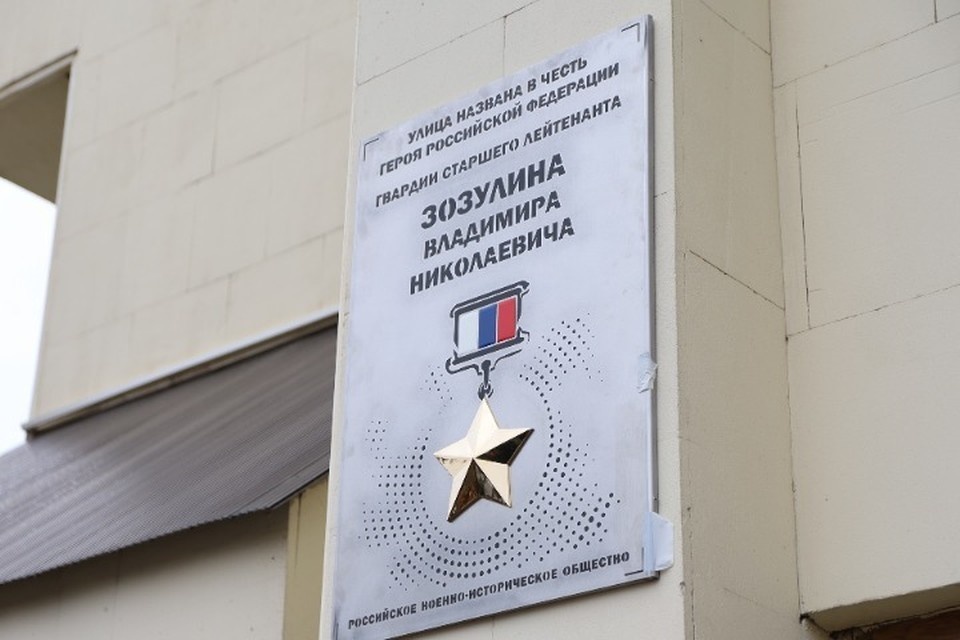 УЛИЦА НАЗВАНА В ЧЕСТЬ
ГЕРОЯ РОССИЙСКОЙ ФЕДЕРАЦИИ
ГВАРДИИ СТАРШЕГО ЛЕЙТЕНАНТА
ЗОЗУЛИНА
ВЛАДИМИРА
НИКОЛАЕВИЧА
РОССИЙСКОЕ ВОЕННО-ИСТОРИЧЕСКОЕ ОБЩЕСТВО